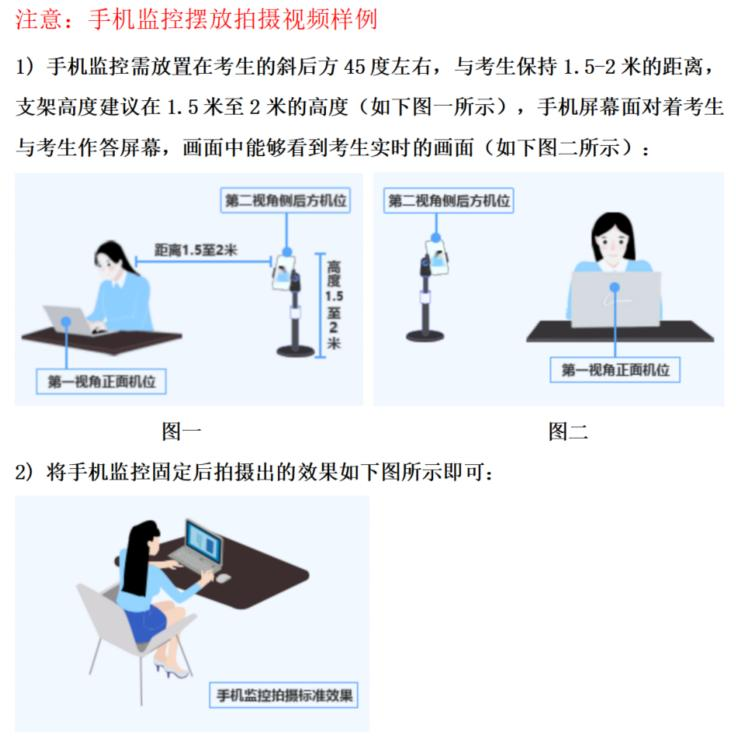 注意：手机监控摆放拍摄视频样例
1）手机监控需放置在考生的斜后方45度左右，与考生保持1.5-2米的距离，
支架高度建议在1.5米至2米的高度（如下图一所示），手机屏幕面对着考生
与考生作答屏幕，画面中能够看到考生实时的画面（如下图二所示）：
第二视角侧后方机位
距离1.5至2米
高度1.5至2米
第一视角正面机位
第二视角侧后方机位
第一视角正面机位
图一
图二
2）将手机监控固定后拍摄出的效果如下图所示即可：
手机监控拍摄标准效果